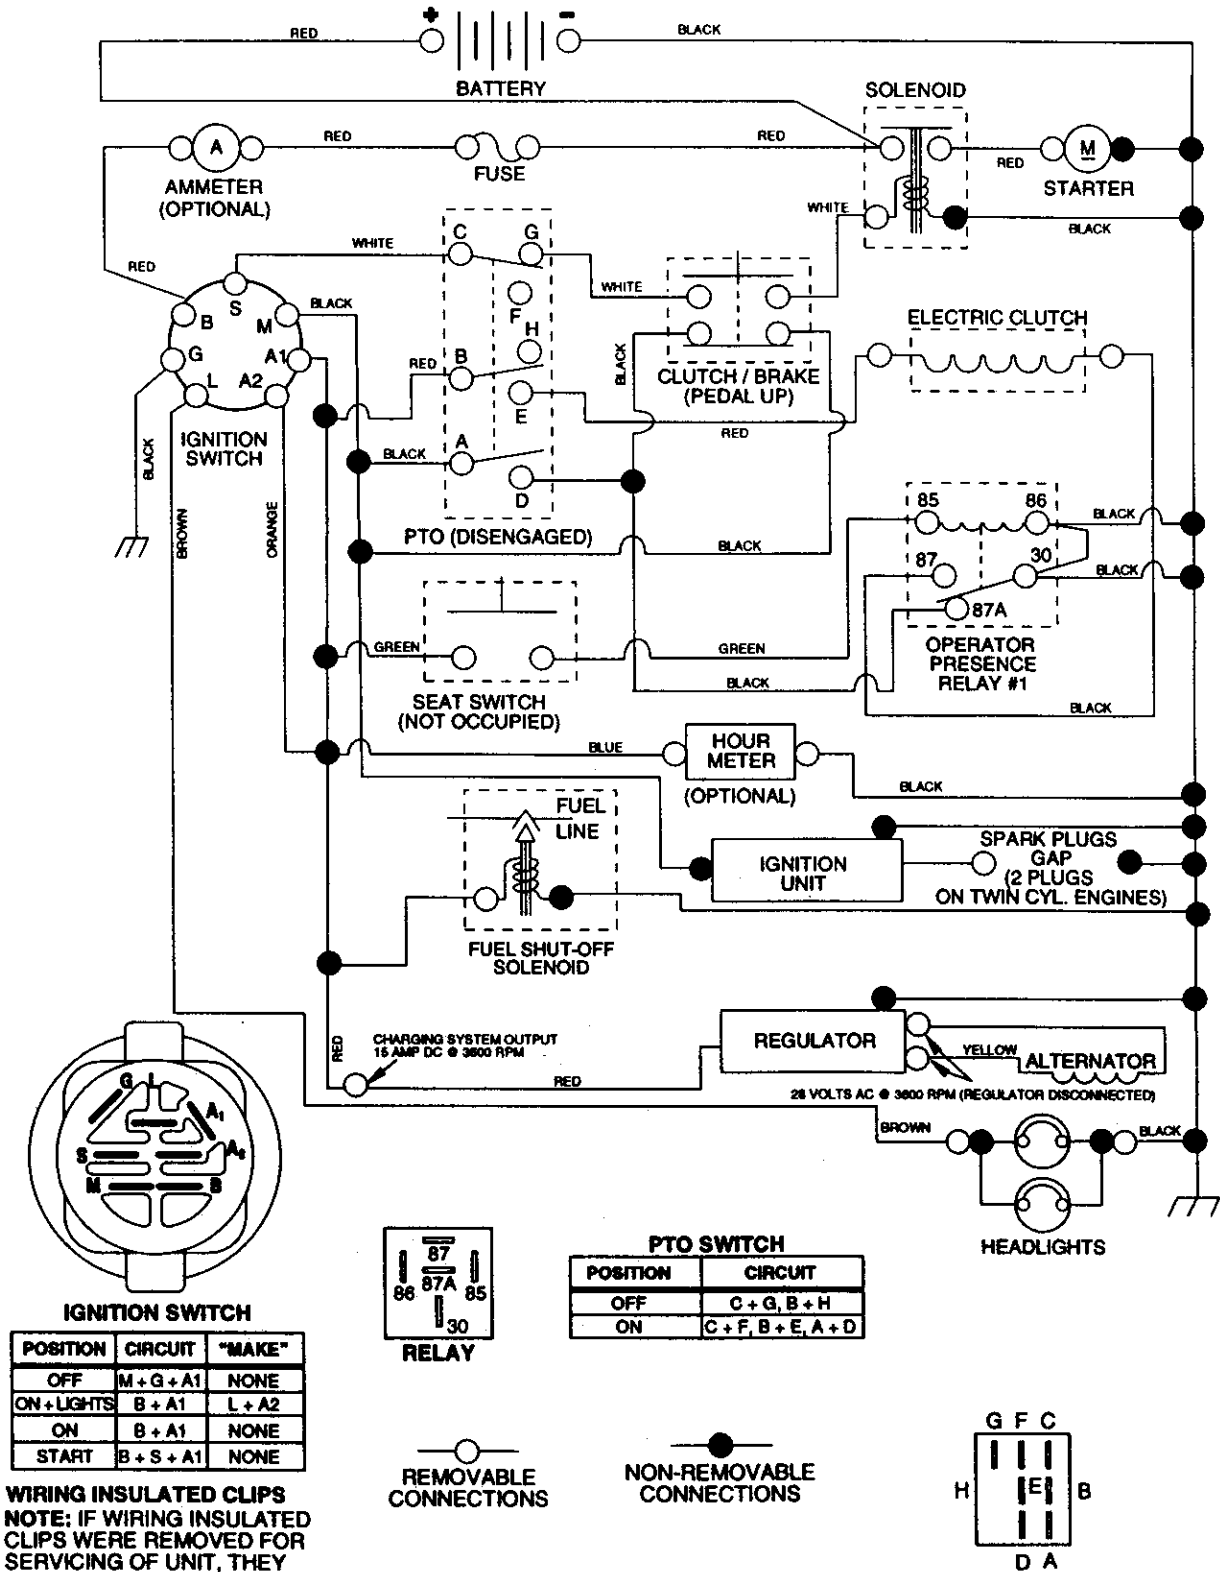 + -
RED
BLACK
BATTERY
SOLENOID
A
RED
FUSE
RED
RED
M
STARTER
AMMETER
(OPTIONAL)
WHITE
BLACK
C G
WHITE
RED
S
B
M
BLACK
F
WHITE
H
G
A1
L
A2
IGNITION
SWITCH
RED
B
E
BLACK
CLUTCH / BRAKE
(PEDAL UP)
ELECTRIC CLUTCH
RED
BLACK
BLACK
A
D
BROWN
ORANGE
PTO (DISENGAGED)
BLACK
85 86
BLACK
87 30
BLACK
87A
OPERATOR
PRESENCE
RELAY #1
GREEN
GREEN
SEAT SWITCH
(NOT OCCUPIED)
BLACK
BLACK
BLUE
HOUR
METER
(OPTIONAL)
BLACK
FUEL
LINE
IGNITION
UNIT
SPARK PLUGS
GAP
(2 PLUGS
ON TWIN CYL. ENGINES)
FUEL SHUT-OFF
SOLENOID
RED
CHARGING SYSTEM OUTPUT
15 AMP DC @ 3600 RPM
RED
REGULATOR
YELLOW
ALTERNATOR
28 VOLTS AC @ 3600 RPM (REGULATOR DISCONNECTED)
BROWN
BLACK
HEADLIGHTS
G L
A1
S
A2
M
B
IGNITION SWITCH
POSITION CIRCUIT "MAKE"
OFF M + G + A1 NONE
ON + LIGHTS B + A1 L + A2
ON B + A1 NONE
START B + S + A1 NONE
87
86 87A 85
30
RELAY
PTO SWITCH
POSITION CIRCUIT
OFF C + G, B + H
ON C + F, B + E, A + D
REMOVABLE
CONNECTIONS
NON-REMOVABLE
CONNECTIONS
G F C
H E B
D A
WIRING INSULATED CLIPS
NOTE: IF WIRING INSULATED
CLIPS WERE REMOVED FOR
SERVICING OF UNIT, THEY